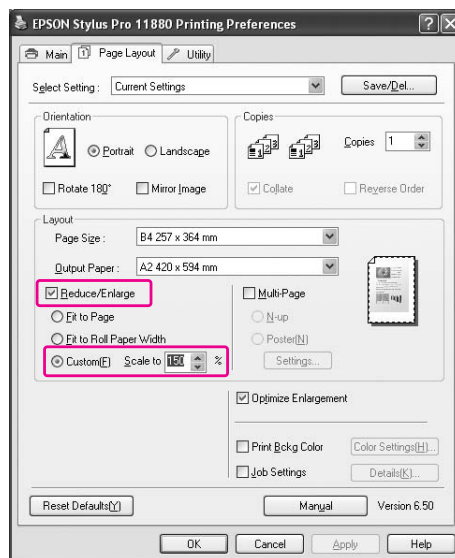 EPSON Stylus Pro 11880 Printing Preferences
Main Page Layout Utility
Select Setting : Current Settings Save/Del...
Orientation Copies
Portrait Landscape Copies 1
Rotate 180° Mirror Image Collate Reverse Order
Layout
Page Size : B4 257 x 364 mm
Output Paper : A2 420 x 594 mm
Reduce/Enlarge Multi-Page
Fit to Page N-up
Fit to Roll Paper Width Poster(N)
Custom(F) Scale to 150 % Settings...
Optimize Enlargement
Print Bckg Color Color Settings(H)...
Job Settings Details(K)...
Reset Defaults(Y) Manual Version 6.50
OK Cancel Apply Help